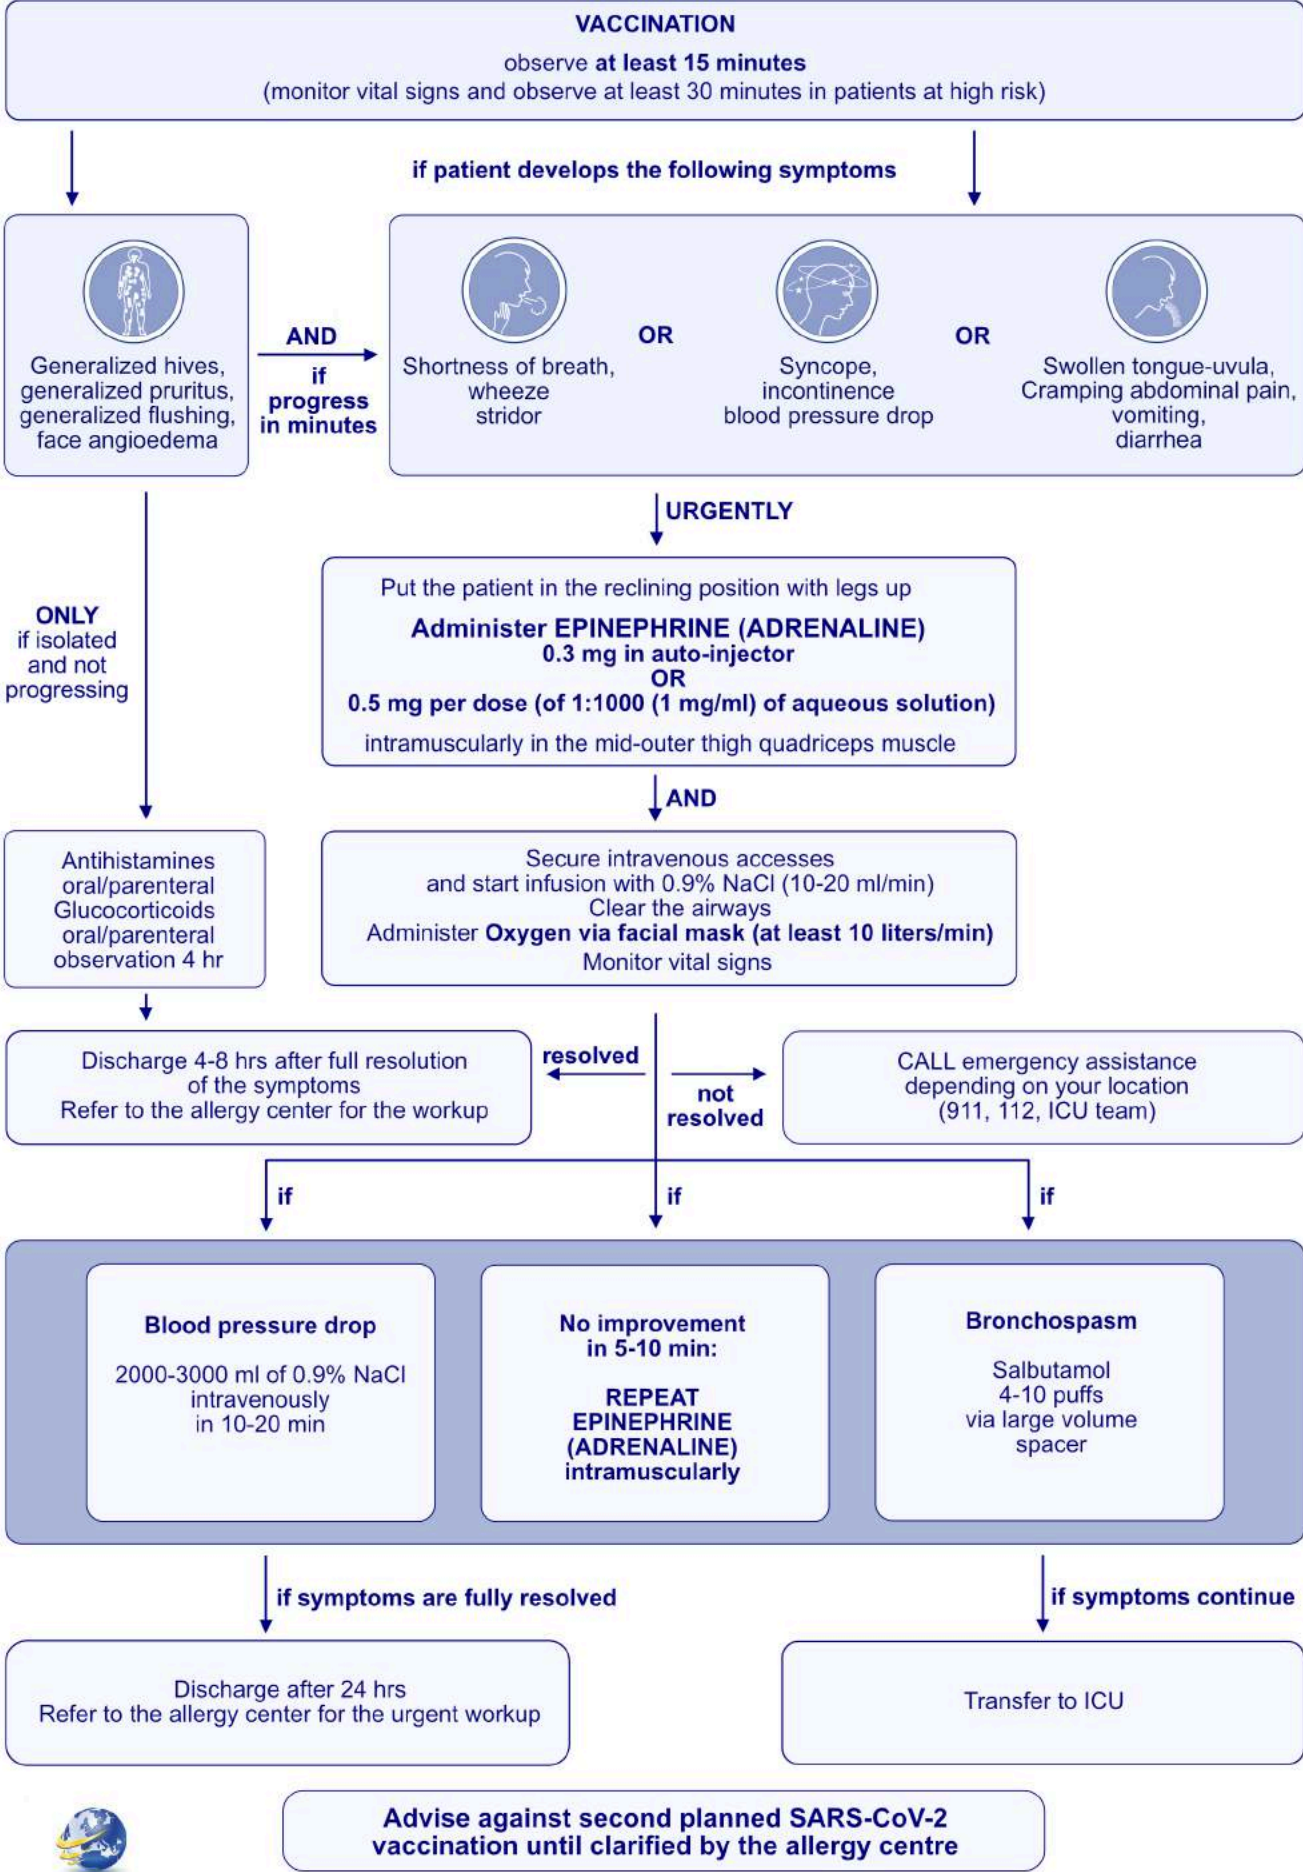 VACCINATION
observe at least 15 minutes
(monitor vital signs and observe at least 30 minutes in patients at high risk)
if patient develops the following symptoms
Generalized hives,
generalized pruritus,
generalized flushing,
face angioedema
AND
if
progress
in minutes
Shortness of breath,
wheeze
stridor
OR
Syncope,
incontinence
blood pressure drop
OR
Swollen tongue-uvula,
Cramping abdominal pain,
vomiting,
diarrhea
URGENTLY
Put the patient in the reclining position with legs up
Administer EPINEPHRINE (ADRENALINE)
0.3 mg in auto-injector
OR
0.5 mg per dose (of 1:1000 (1 mg/ml) of aqueous solution)
intramuscularly in the mid-outer thigh quadriceps muscle
ONLY
if isolated
and not
progressing
AND
Antihistamines
oral/parenteral
Glucocorticoids
oral/parenteral
observation 4 hr
Secure intravenous accesses
and start infusion with 0.9% NaCl (10-20 ml/min)
Clear the airways
Administer Oxygen via facial mask (at least 10 liters/min)
Monitor vital signs
Discharge 4-8 hrs after full resolution
of the symptoms
Refer to the allergy center for the workup
resolved
not
resolved
CALL emergency assistance
depending on your location
(911, 112, ICU team)
if
if
if
Blood pressure drop
2000-3000 ml of 0.9% NaCl
intravenously
in 10-20 min
No improvement
in 5-10 min:
REPEAT
EPINEPHRINE
(ADRENALINE)
intramuscularly
Bronchospasm
Salbutamol
4-10 puffs
via large volume
spacer
if symptoms are fully resolved
if symptoms continue
Discharge after 24 hrs
Refer to the allergy center for the urgent workup
Transfer to ICU
Advise against second planned SARS-CoV-2
vaccination until clarified by the allergy centre